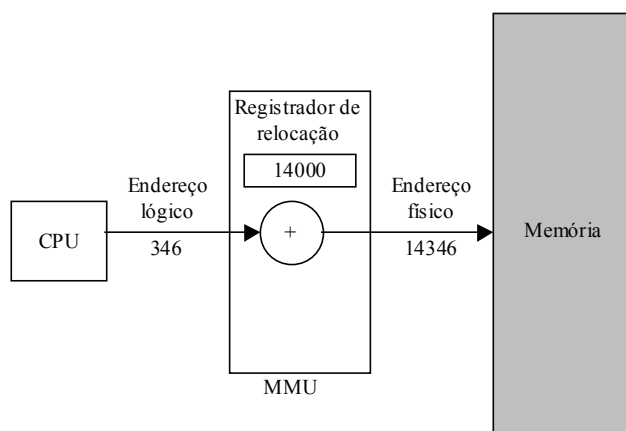 Registrador de
relocação
14000
Endereço
lógico
346
CPU
+
Endereço
físico
14346
Memória
MMU